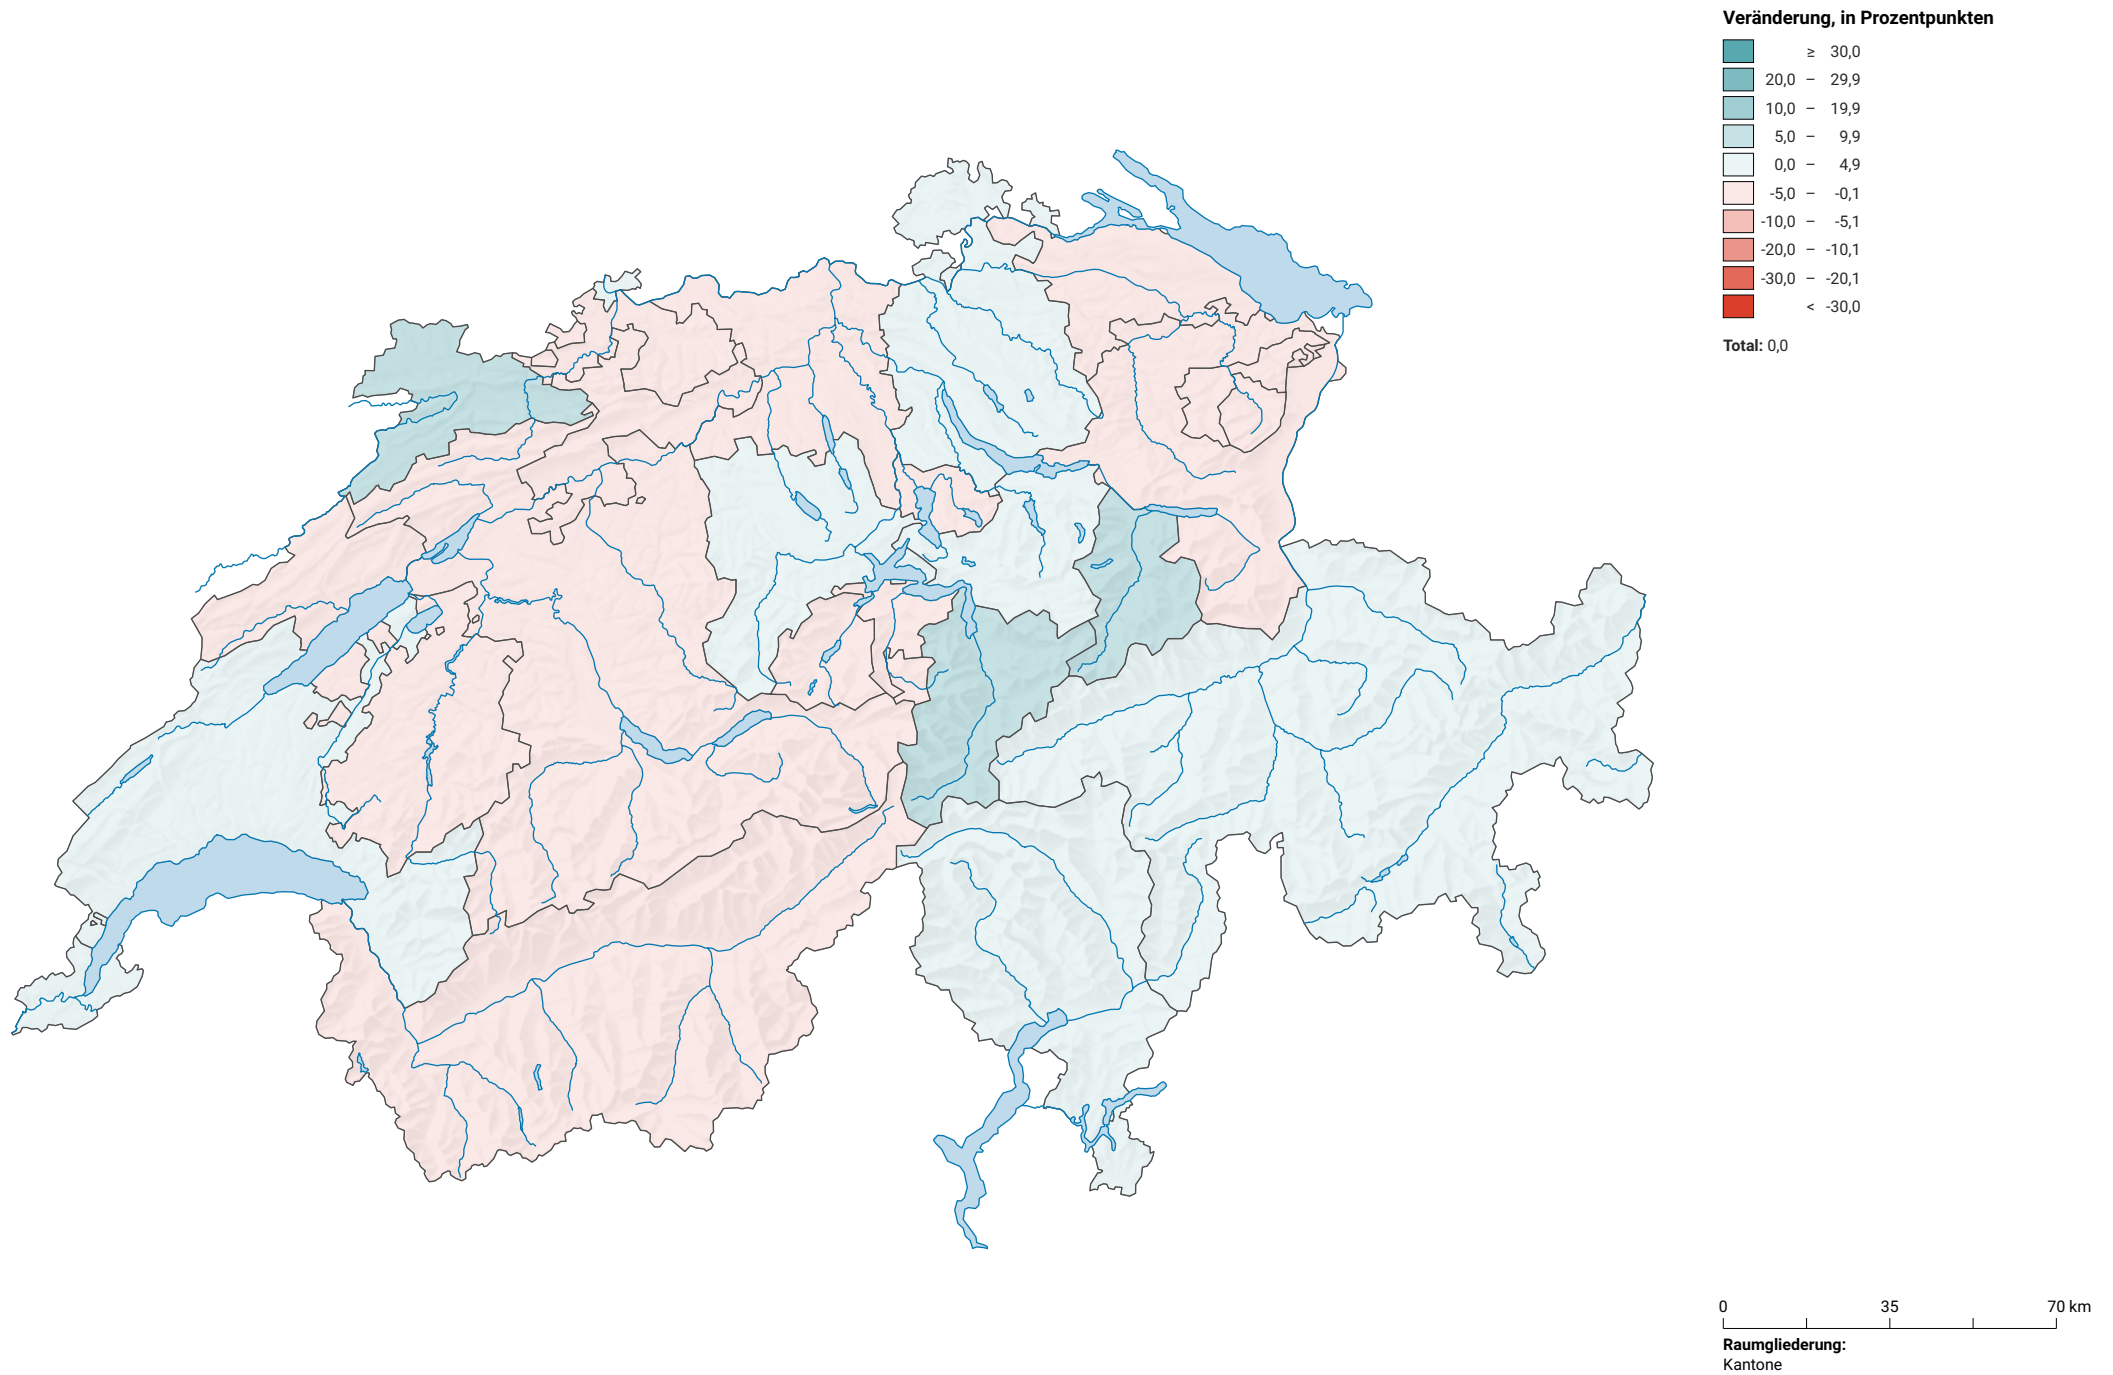 Veränderung, in Prozentpunkten
≥ 30,0
20,0 – 29,9
10,0 – 19,9
5,0 – 9,9
0,0 – 4,9
-5,0 – -0,1
-10,0 – -5,1
-20,0 – -10,1
-30,0 – -20,1
< -30,0
Total: 0,0
0 35 70 km
Raumgliederung:
Kantone